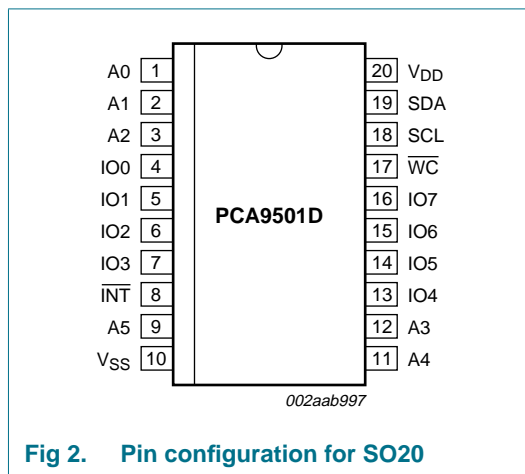 A0 1 20 VDD
A1 2 19 SDA
A2 3 18 SCL
IO0 4 17 W̅C̅
IO1 5 16 IO7
PCA9501D
IO2 6 15 IO6
IO3 7 14 IO5
I̅N̅T̅ 8 13 IO4
A5 9 12 A3
VSS 10 11 A4
002aab997
Fig 2. Pin configuration for SO20